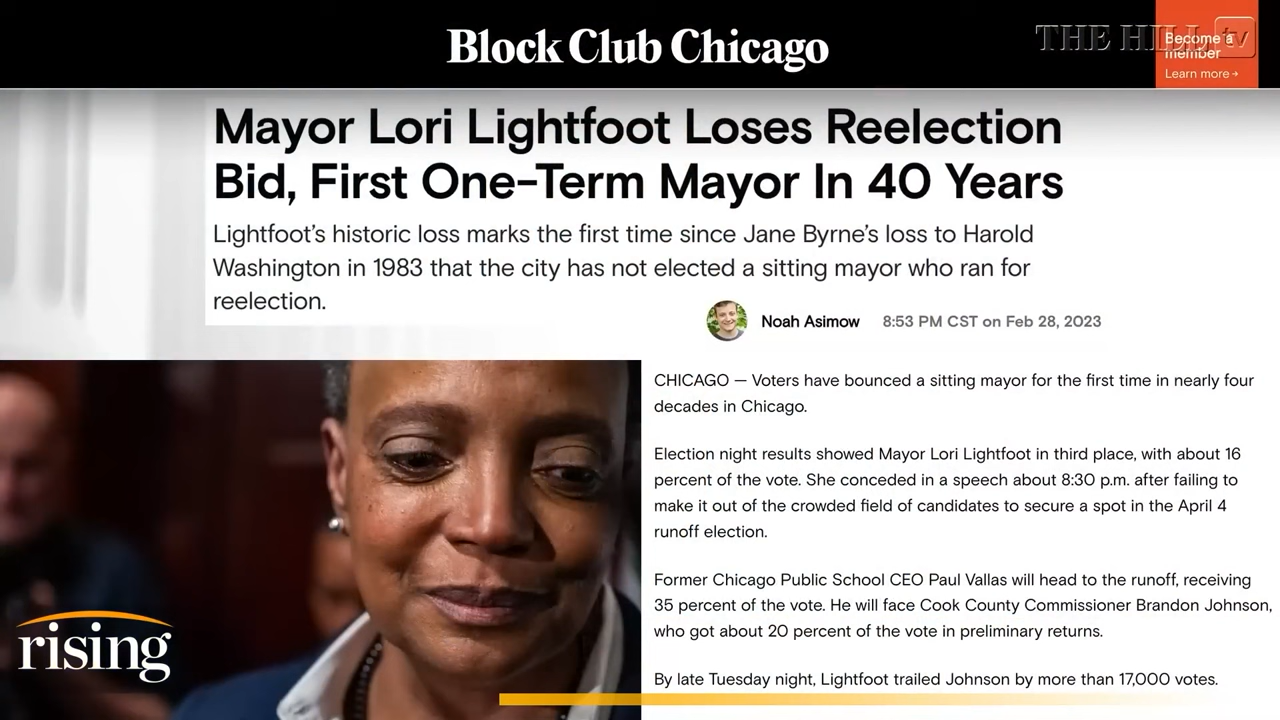 Block Club Chicago
THE HILL tv
Become a
member
Learn more →
Mayor Lori Lightfoot Loses Reelection
Bid, First One-Term Mayor In 40 Years
Lightfoot's historic loss marks the first time since Jane Byrne's loss to Harold
Washington in 1983 that the city has not elected a sitting mayor who ran for
reelection.
Noah Asimow 8:53 PM CST on Feb 28, 2023
CHICAGO — Voters have bounced a sitting mayor for the first time in nearly four
decades in Chicago.
Election night results showed Mayor Lori Lightfoot in third place, with about 16
percent of the vote. She conceded in a speech about 8:30 p.m. after failing to
make it out of the crowded field of candidates to secure a spot in the April 4
runoff election.
Former Chicago Public School CEO Paul Vallas will head to the runoff, receiving
35 percent of the vote. He will face Cook County Commissioner Brandon Johnson,
who got about 20 percent of the vote in preliminary returns.
By late Tuesday night, Lightfoot trailed Johnson by more than 17,000 votes.
rising